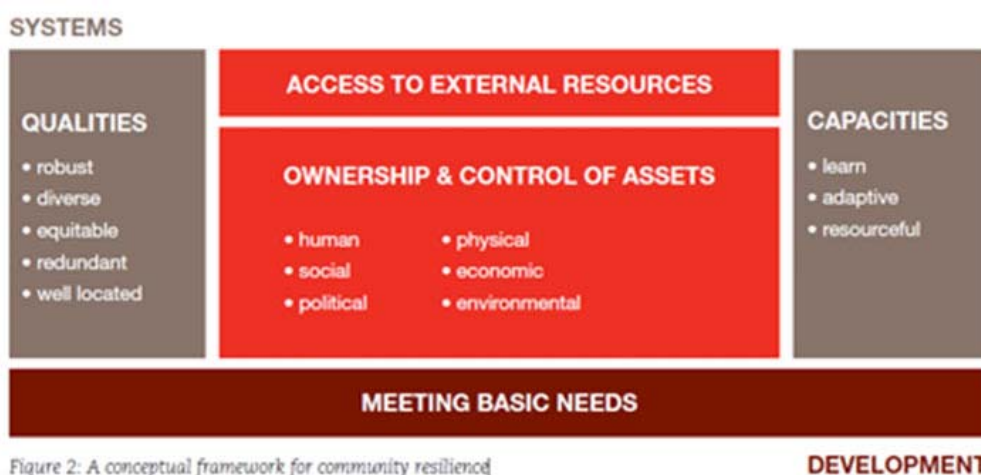 SYSTEMS
QUALITIES
• robust
• diverse
• equitable
• redundant
• well located
ACCESS TO EXTERNAL RESOURCES
OWNERSHIP & CONTROL OF ASSETS
• human
• social
• political
• physical
• economic
• environmental
CAPACITIES
• learn
• adaptive
• resourceful
MEETING BASIC NEEDS
Figure 2: A conceptual framework for community resilience
DEVELOPMENT